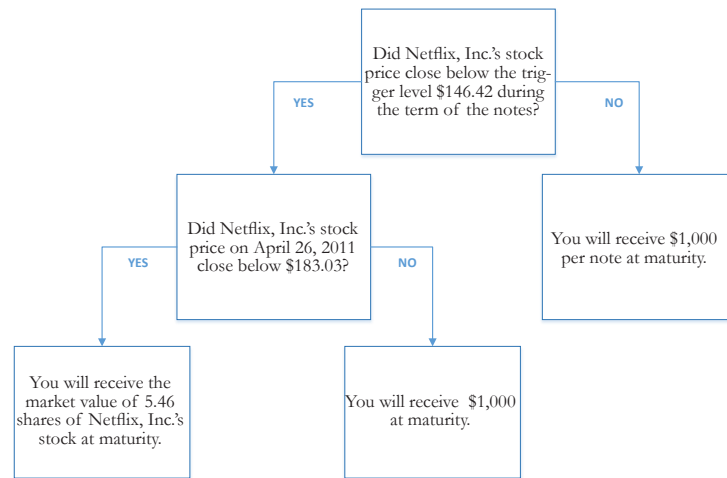 Did Netflix, Inc.'s stock
price close below the trig-
ger level $146.42 during
the term of the notes?
YES
NO
Did Netflix, Inc.'s stock
price on April 26, 2011
close below $183.03?
You will receive $1,000
per note at maturity.
YES
NO
You will receive the
market value of 5.46
shares of Netflix, Inc.'s
stock at maturity.
You will receive $1,000
at maturity.